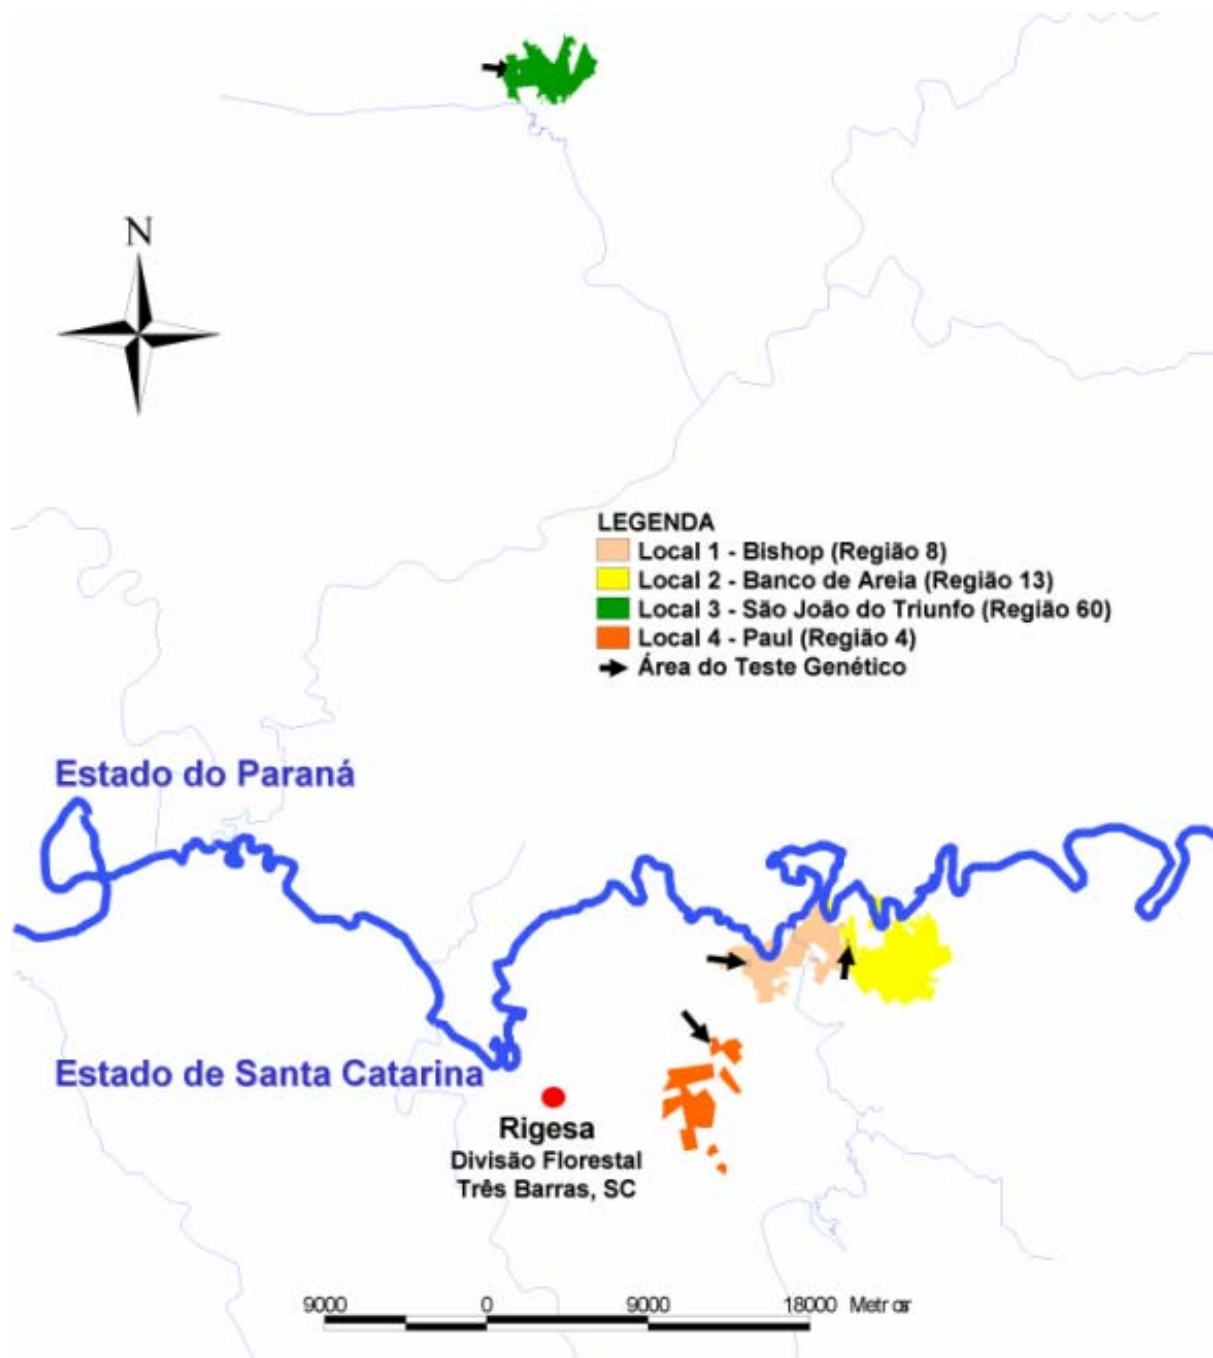 N
LEGENDA
Local 1 - Bishop (Região 8)
Local 2 - Banco de Areia (Região 13)
Local 3 - São João do Triunfo (Região 60)
Local 4 - Paul (Região 4)
Área do Teste Genético
Estado do Paraná
Estado de Santa Catarina
Rigesa
Divisão Florestal
Três Barras, SC
9000 0 9000 18000